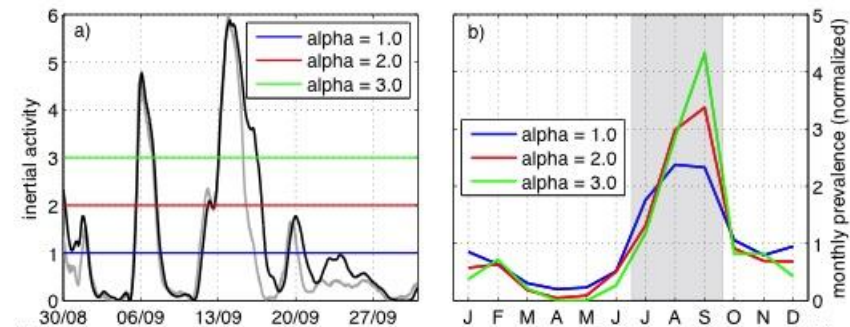 a)
alpha = 1.0
alpha = 2.0
alpha = 3.0
inertial activity
6
5
4
3
2
1
0
30/08 06/09 13/09 20/09 27/09
b)
alpha = 1.0
alpha = 2.0
alpha = 3.0
5
4
3
2
1
0
monthly prevalence (normalized)
J F M A M J J A S O N D